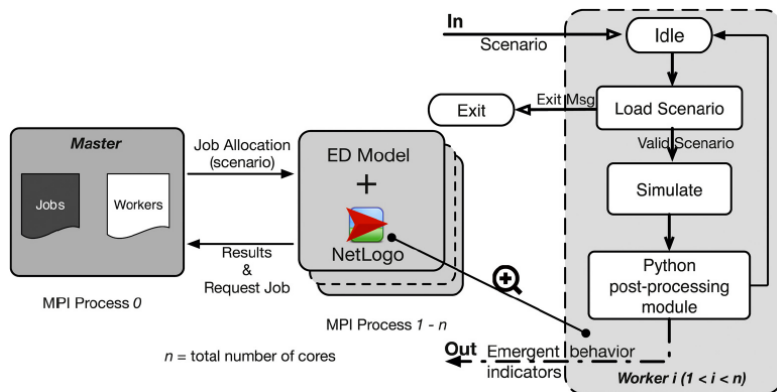 In
Scenario
Idle
Exit
Exit Msg
Load Scenario
Valid Scenario
Simulate
Python
post-processing
module
Out
Emergent behavior
indicators
Worker i (1 < i < n)
Master
Jobs
Workers
MPI Process 0
Job Allocation
(scenario)
Results
&
Request Job
ED Model
+
NetLogo
MPI Process 1 - n
n = total number of cores